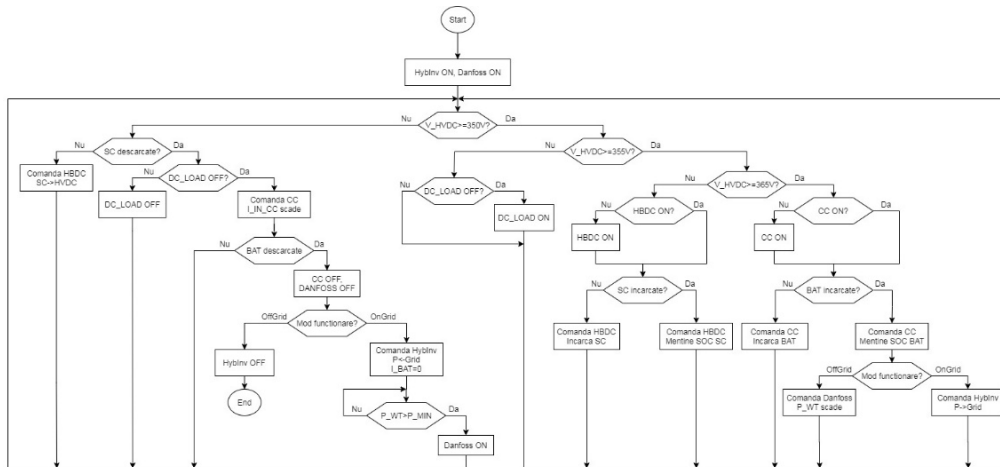 Start
HybInv ON, Danfoss ON
Nu
V_HVDC>=350V?
Da
Nu
SC descarcate?
Da
Nu
V_HVDC>=355V?
Da
Comanda HBDC
SC->HVDC
Nu
DC_LOAD OFF?
Da
Nu
DC_LOAD OFF?
Da
Nu
V_HVDC>=365V?
Da
DC_LOAD OFF
Comanda CC
I_IN_CC scade
DC_LOAD ON
Nu
HBDC ON?
Da
Nu
CC ON?
Da
HBDC ON
CC ON
Nu
BAT descarcate
Da
CC OFF,
DANFOSS OFF
Nu
SC incarcate?
Da
Nu
BAT incarcate?
Da
OffGrid
Mod functionare?
OnGrid
Comanda HBDC
Incarca SC
Comanda HBDC
Mentine SOC SC
Comanda CC
Incarca BAT
Comanda CC
Mentine SOC BAT
HybInv OFF
Comanda HybInv
P<-Grid
I_BAT=0
OffGrid
Mod functionare?
OnGrid
End
Nu
P_WT>P_MIN
Da
Comanda Danfoss
P_WT scade
Comanda HybInv
P->Grid
Danfoss ON